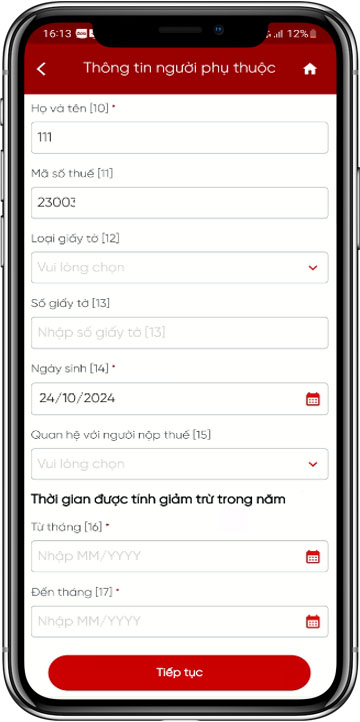 16:13 12%
Thông tin người phụ thuộc
Họ và tên [10] *
111
Mã số thuế [11]
23003
Loại giấy tờ [12]
Vui lòng chọn
Số giấy tờ [13]
Nhập số giấy tờ [13]
Ngày sinh [14] *
24/10/2024
Quan hệ với người nộp thuế [15]
Vui lòng chọn
Thời gian được tính giảm trừ trong năm
Từ tháng [16] *
Nhập MM/YYYY
Đến tháng [17] *
Nhập MM/YYYY
Tiếp tục